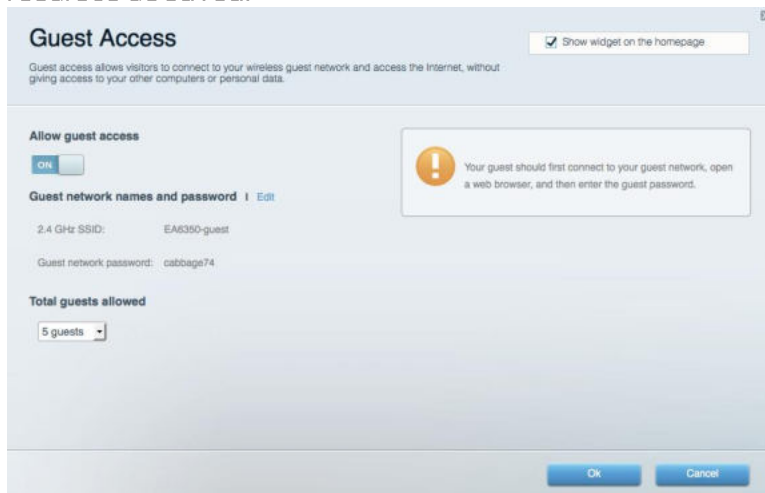 Guest Access
Show widget on the homepage
Guest access allows visitors to connect to your wireless guest network and access the Internet, without
giving access to your other computers or personal data.
Allow guest access
ON
Your guest should first connect to your guest network, open
a web browser, and then enter the guest password.
Guest network names and password | Edit
2.4 GHz SSID: EA6350-guest
Guest network password: cabbage74
Total guests allowed
5 guests
Ok Cancel